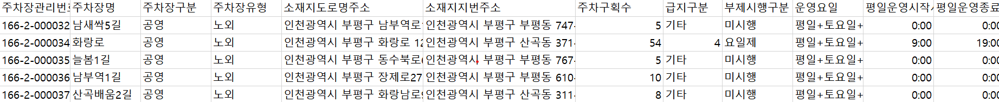 주차장관리번호 주차장명 주차장구분 주차장유형 소재지도로명주소 소재지지번주소 주차구획수 급지구분 부제시행구분 운영요일 평일운영시작 평일운영종료
166-2-000032 남새싹5길 공영 노외 인천광역시 부평구 남부역로 인천광역시 부평구 부평동 747- 5 기타 미시행 평일+토요일+ 0:00 0:00
166-2-000034 화랑로 공영 노외 인천광역시 부평구 화랑로 12 인천광역시 부평구 산곡동 371- 54 4 요일제 평일+토요일+ 9:00 19:00
166-2-000035 늘봄1길 공영 노외 인천광역시 부평구 동수북로 인천광역시 부평구 부평동 767- 5 기타 미시행 평일+토요일+ 0:00 0:00
166-2-000036 남부역1길 공영 노외 인천광역시 부평구 장제로27 인천광역시 부평구 부평동 610- 10 기타 미시행 평일+토요일+ 0:00 0:00
166-2-000037 산곡배움2길 공영 노외 인천광역시 부평구 화랑남로 인천광역시 부평구 산곡동 311- 8 기타 미시행 평일+토요일+ 0:00 0:00